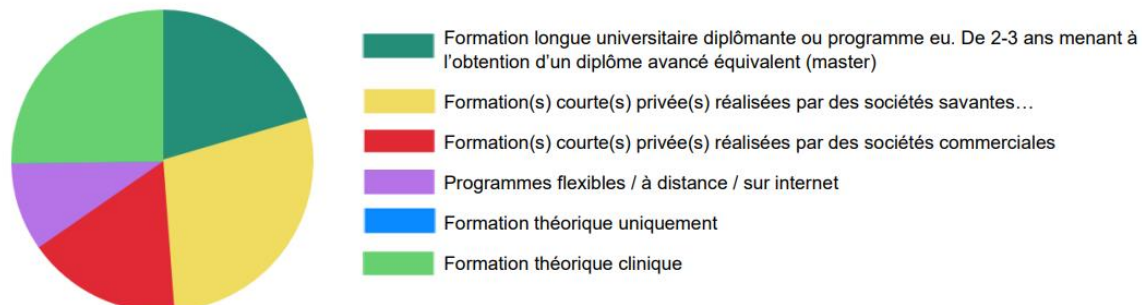 Formation longue universitaire diplômante ou programme eu. De 2-3 ans menant à
l’obtention d’un diplôme avancé équivalent (master)
Formation(s) courte(s) privée(s) réalisées par des sociétés savantes…
Formation(s) courte(s) privée(s) réalisées par des sociétés commerciales
Programmes flexibles / à distance / sur internet
Formation théorique uniquement
Formation théorique clinique